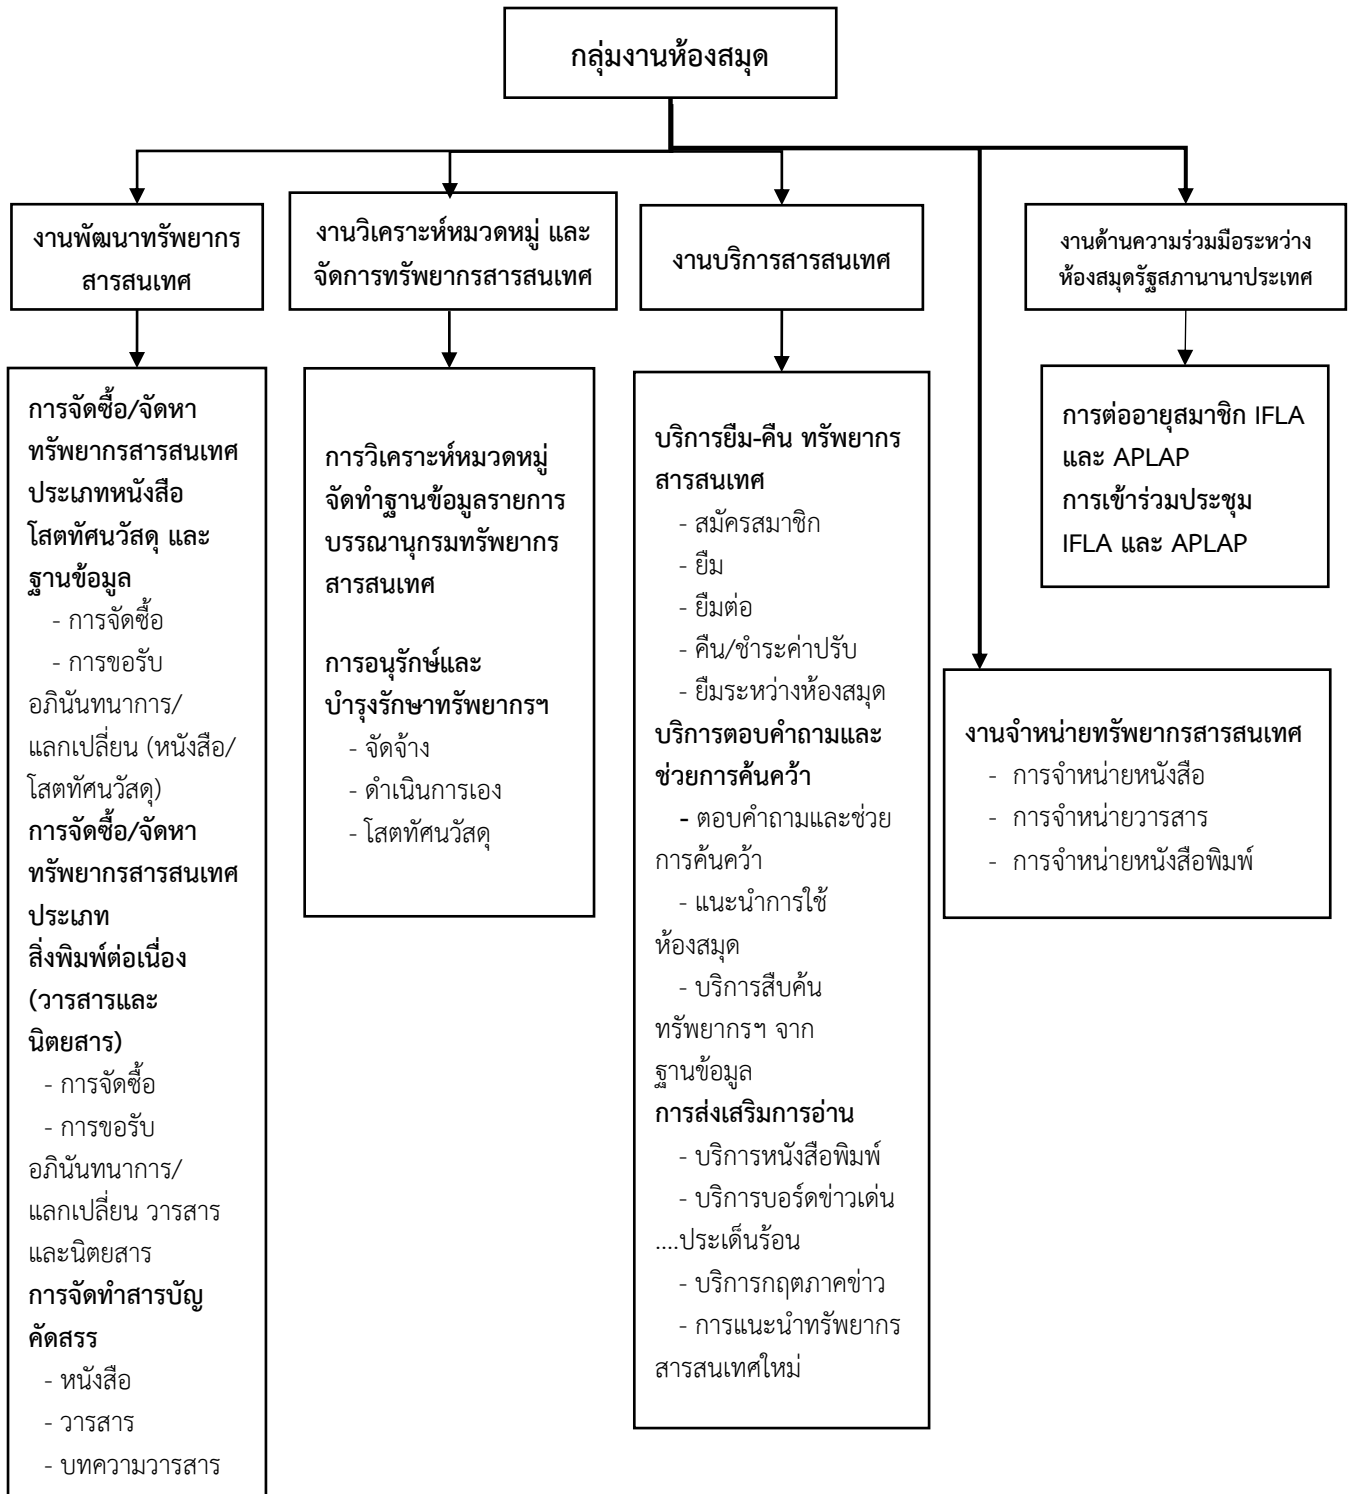 กลุ่มงานห้องสมุด
งานพัฒนาทรัพยากร
สารสนเทศ
งานวิเคราะห์หมวดหมู่ และ
จัดการทรัพยากรสารสนเทศ
งานบริการสารสนเทศ
งานด้านความร่วมมือระหว่าง
ห้องสมุดรัฐสภานานาประเทศ
การจัดซื้อ/จัดหา
ทรัพยากรสารสนเทศ
ประเภทหนังสือ
โสตทัศนวัสดุ และ
ฐานข้อมูล
- การจัดซื้อ
- การขอรับ
อภินันทนาการ/
แลกเปลี่ยน (หนังสือ/
โสตทัศนวัสดุ)
การจัดซื้อ/จัดหา
ทรัพยากรสารสนเทศ
ประเภท
สิ่งพิมพ์ต่อเนื่อง
(วารสารและ
นิตยสาร)
- การจัดซื้อ
- การขอรับ
อภินันทนาการ/
แลกเปลี่ยน วารสาร
และนิตยสาร
การจัดทำสารบัญ
คัดสรร
- หนังสือ
- วารสาร
- บทความวารสาร
การวิเคราะห์หมวดหมู่
จัดทำฐานข้อมูลรายการ
บรรณานุกรมทรัพยากร
สารสนเทศ
การอนุรักษ์และ
บำรุงรักษาทรัพยากรฯ
- จัดจ้าง
- ดำเนินการเอง
- โสตทัศนวัสดุ
บริการยืม-คืน ทรัพยากร
สารสนเทศ
- สมัครสมาชิก
- ยืม
- ยืมต่อ
- คืน/ชำระค่าปรับ
- ยืมระหว่างห้องสมุด
บริการตอบคำถามและ
ช่วยการค้นคว้า
- ตอบคำถามและช่วย
การค้นคว้า
- แนะนำการใช้
ห้องสมุด
- บริการสืบค้น
ทรัพยากรฯ จาก
ฐานข้อมูล
การส่งเสริมการอ่าน
- บริการหนังสือพิมพ์
- บริการบอร์ดข่าวเด่น
....ประเด็นร้อน
- บริการกฤตภาคข่าว
- การแนะนำทรัพยากร
สารสนเทศใหม่
การต่ออายุสมาชิก IFLA
และ APLAP
การเข้าร่วมประชุม
IFLA และ APLAP
งานจำหน่ายทรัพยากรสารสนเทศ
- การจำหน่ายหนังสือ
- การจำหน่ายวารสาร
- การจำหน่ายหนังสือพิมพ์